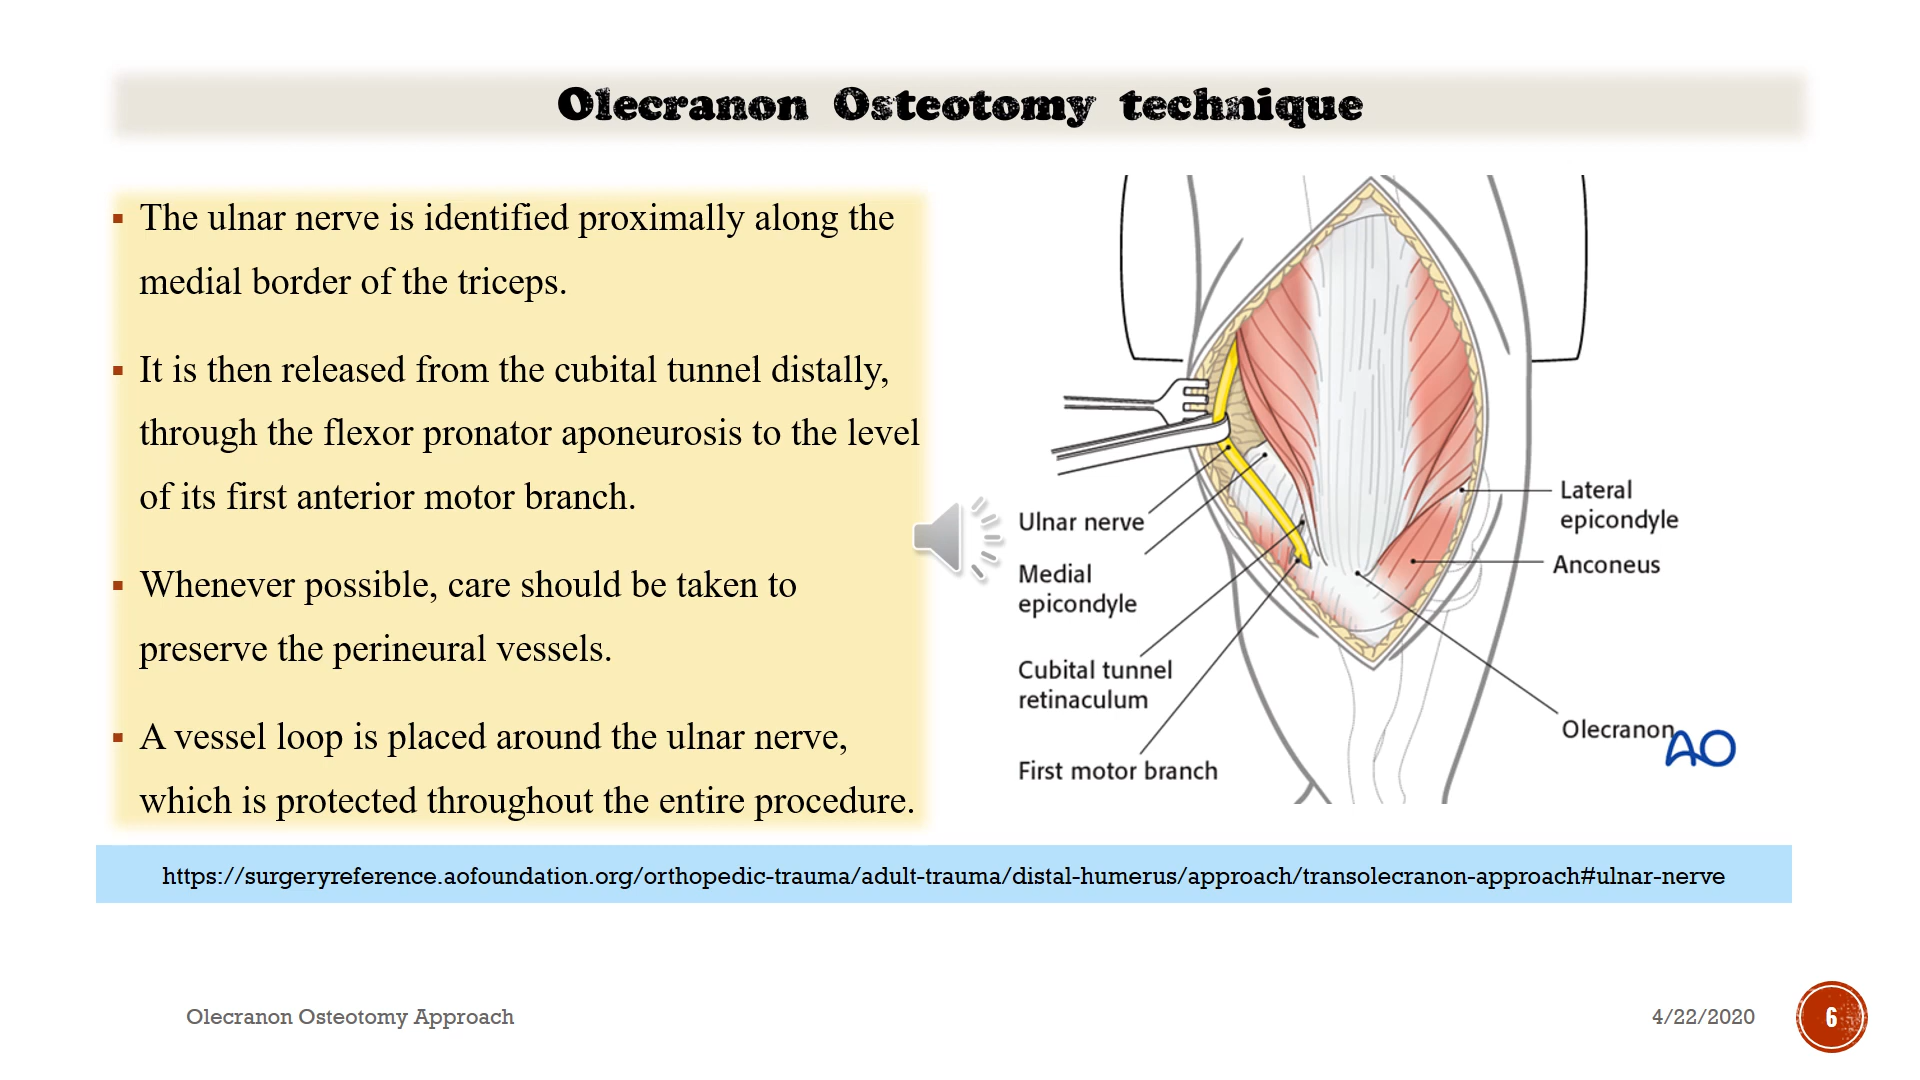 Olecranon Osteotomy technique
▪ The ulnar nerve is identified proximally along the
medial border of the triceps.
▪ It is then released from the cubital tunnel distally,
through the flexor pronator aponeurosis to the level
of its first anterior motor branch.
▪ Whenever possible, care should be taken to
preserve the perineural vessels.
▪ A vessel loop is placed around the ulnar nerve,
which is protected throughout the entire procedure.
Ulnar nerve
Medial
epicondyle
Cubital tunnel
retinaculum
First motor branch
Lateral
epicondyle
Anconeus
Olecranon
AO
https://surgeryreference.aofoundation.org/orthopedic-trauma/adult-trauma/distal-humerus/approach/transolecranon-approach#ulnar-nerve
Olecranon Osteotomy Approach
4/22/2020
6